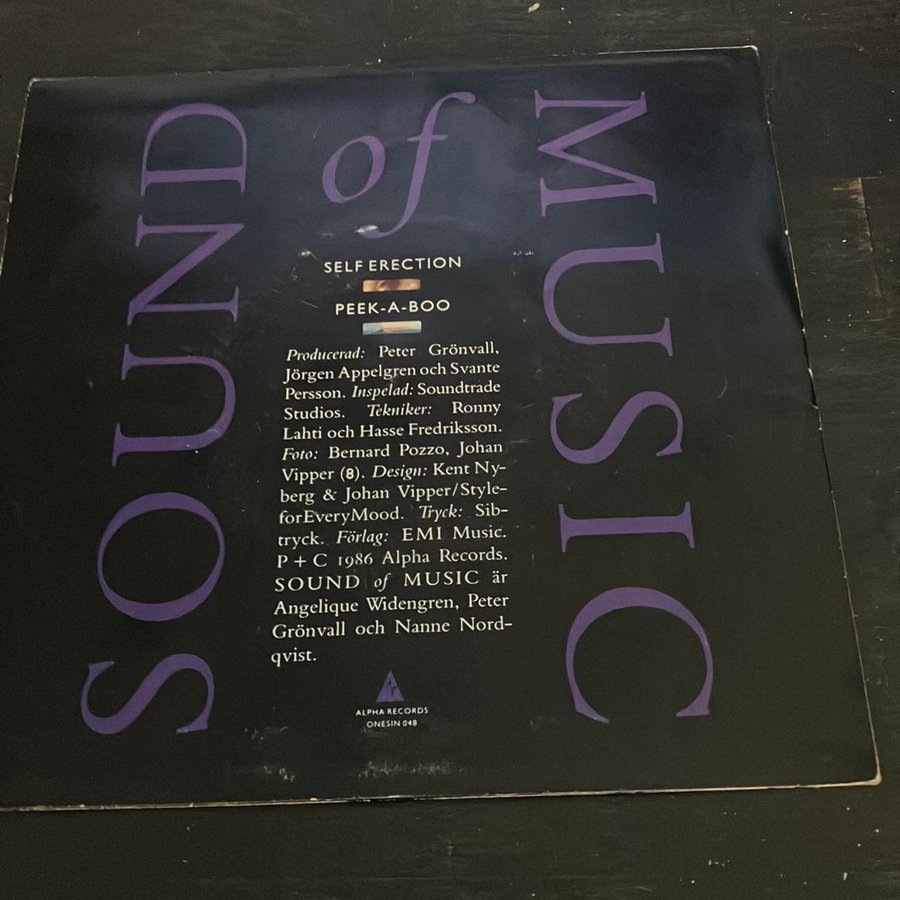 SOUND
of
MUSIC
SELF ERECTION
PEEK-A-BOO
Producerad: Peter Grönvall,
Jörgen Appelgren och Svante
Persson. Inspelad: Soundtrade
Studios. Tekniker: Ronny
Lahti och Hasse Fredriksson.
Foto: Bernard Pozzo, Johan
Vipper (8). Design: Kent Ny-
berg & Johan Vipper/Style-
forEveryMood. Tryck: Sib-
tryck. Förlag: EMI Music.
P + C 1986 Alpha Records.
SOUND of MUSIC är
Angelique Widengren, Peter
Grönvall och Nanne Nord-
qvist.
ALPHA RECORDS
ONESIN 048